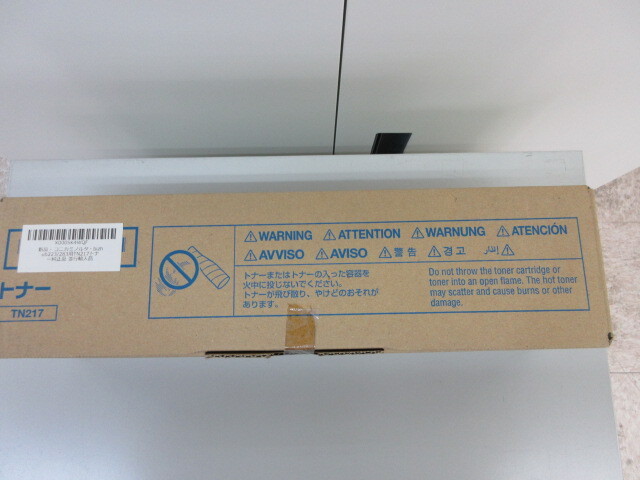 ⚠WARNING ⚠ATTENTION ⚠WARNUNG ⚠ATENCIÓN
⚠AVVISO ⚠AVISO ⚠警告 ⚠경고 ⚠إنذار
トナーまたはトナーの入った容器を
火中に投じないでください。
トナーが飛び散り、やけどのおそれが
あります。
Do not throw the toner cartridge or
toner into an open flame. The hot toner
may scatter and cause burns or other
damage.
トナー
TN217